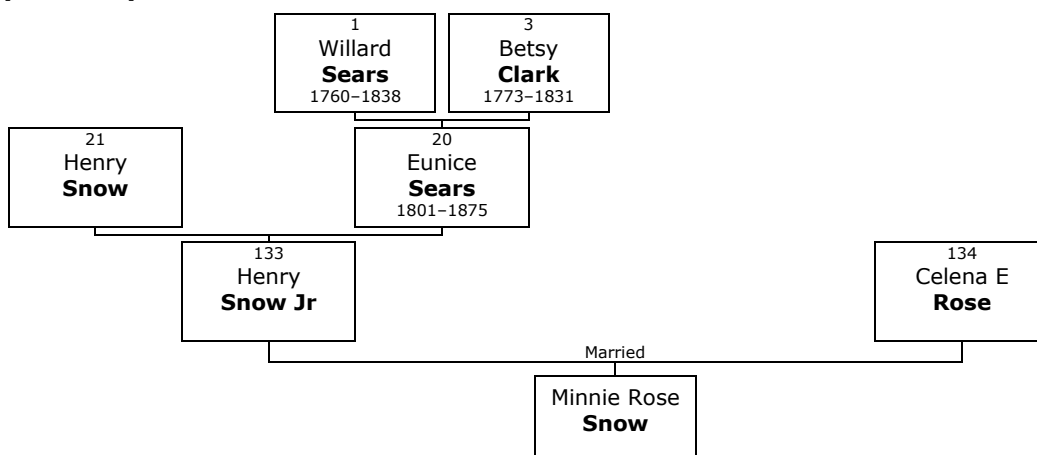 1
Willard
Sears
1760–1838
3
Betsy
Clark
1773–1831
21
Henry
Snow
20
Eunice
Sears
1801–1875
133
Henry
Snow Jr
134
Celena E
Rose
Married
Minnie Rose
Snow